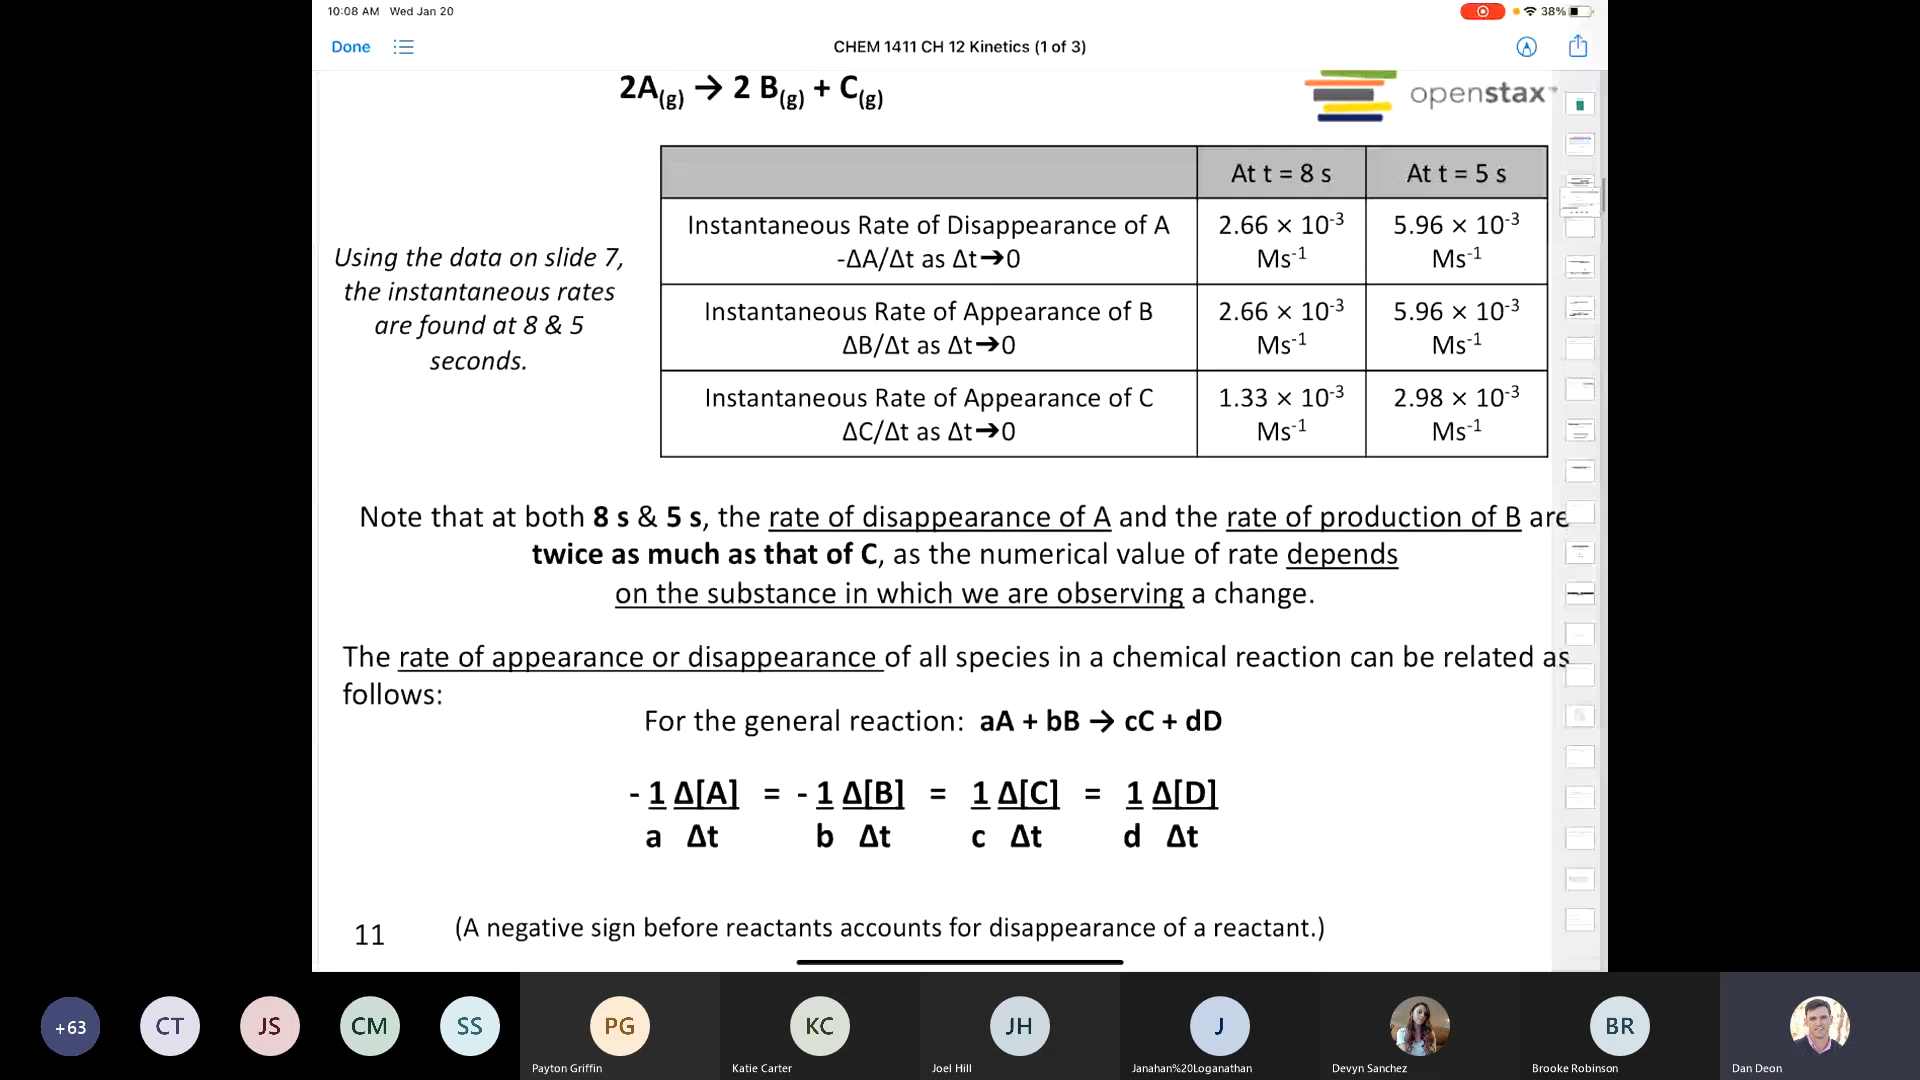 10:08 AM Wed Jan 20
38%
Done
CHEM 1411 CH 12 Kinetics (1 of 3)
2A(g) → 2 B(g) + C(g)
openstax™
At t = 8 s At t = 5 s
Using the data on slide 7,
the instantaneous rates
are found at 8 & 5
seconds.
Instantaneous Rate of Disappearance of A 2.66 × 10⁻³ 5.96 × 10⁻³
-ΔA/Δt as Δt➔0 Ms⁻¹ Ms⁻¹
Instantaneous Rate of Appearance of B 2.66 × 10⁻³ 5.96 × 10⁻³
ΔB/Δt as Δt➔0 Ms⁻¹ Ms⁻¹
Instantaneous Rate of Appearance of C 1.33 × 10⁻³ 2.98 × 10⁻³
ΔC/Δt as Δt➔0 Ms⁻¹ Ms⁻¹
Note that at both 8 s & 5 s, the rate of disappearance of A and the rate of production of B are
twice as much as that of C, as the numerical value of rate depends
on the substance in which we are observing a change.
The rate of appearance or disappearance of all species in a chemical reaction can be related as
follows:
For the general reaction: aA + bB → cC + dD
- 1 Δ[A] = - 1 Δ[B] = 1 Δ[C] = 1 Δ[D]
a Δt b Δt c Δt d Δt
11 (A negative sign before reactants accounts for disappearance of a reactant.)
+63 CT JS CM SS PG KC JH J BR
Payton Griffin Katie Carter Joel Hill Janahan%20Loganathan Devyn Sanchez Brooke Robinson Dan Deon